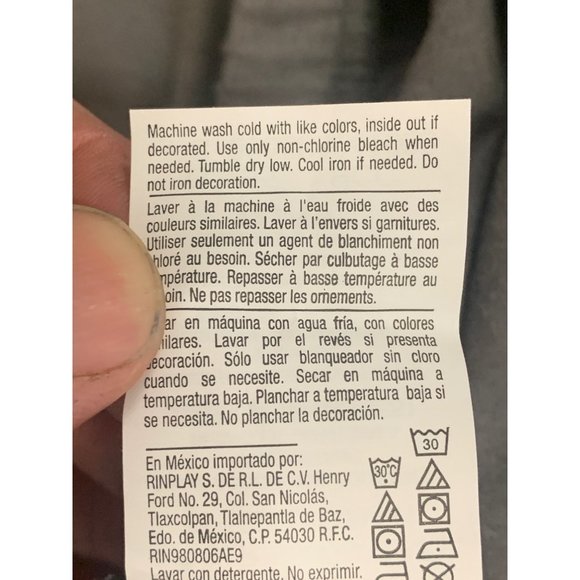 Machine wash cold with like colors, inside out if
decorated. Use only non-chlorine bleach when
needed. Tumble dry low. Cool iron if needed. Do
not iron decoration.
Laver à la machine à l'eau froide avec des
couleurs similaires. Laver à l'envers si garnitures.
Utiliser seulement un agent de blanchiment non
hloré au besoin. Sécher par culbutage à basse
mpérature. Repasser à basse température au
oin. Ne pas repasser les ornements.
ar en máquina con agua fría, con colores
ilares. Lavar por el revés si presenta
ecoración. Sólo usar blanqueador sin cloro
cuando se necesite. Secar en máquina a
temperatura baja. Planchar a temperatura baja si
se necesita. No planchar la decoración.
En México importado por:
RINPLAY S. DE R.L. DE C.V. Henry
Ford No. 29, Col. San Nicolás,
Tlaxcolpan, Tlalnepantla de Baz,
Edo. de México, C.P. 54030 R.F.C.
RIN980806AE9
Lavar con detergente. No exprimir.
30
30°C